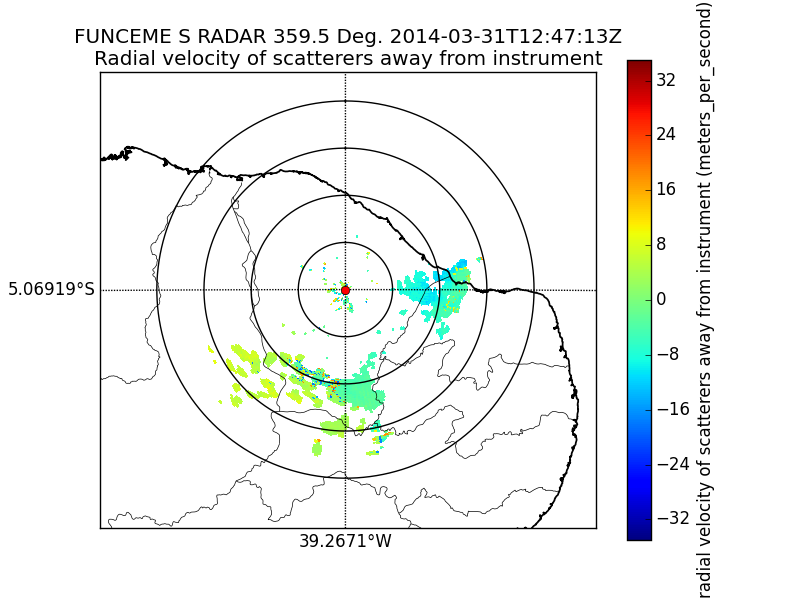 FUNCEME S RADAR 359.5 Deg. 2014-03-31T12:47:13Z
Radial velocity of scatterers away from instrument
5.06919°S
39.2671°W
32
24
16
8
0
−8
−16
−24
−32
radial velocity of scatterers away from instrument (meters_per_second)